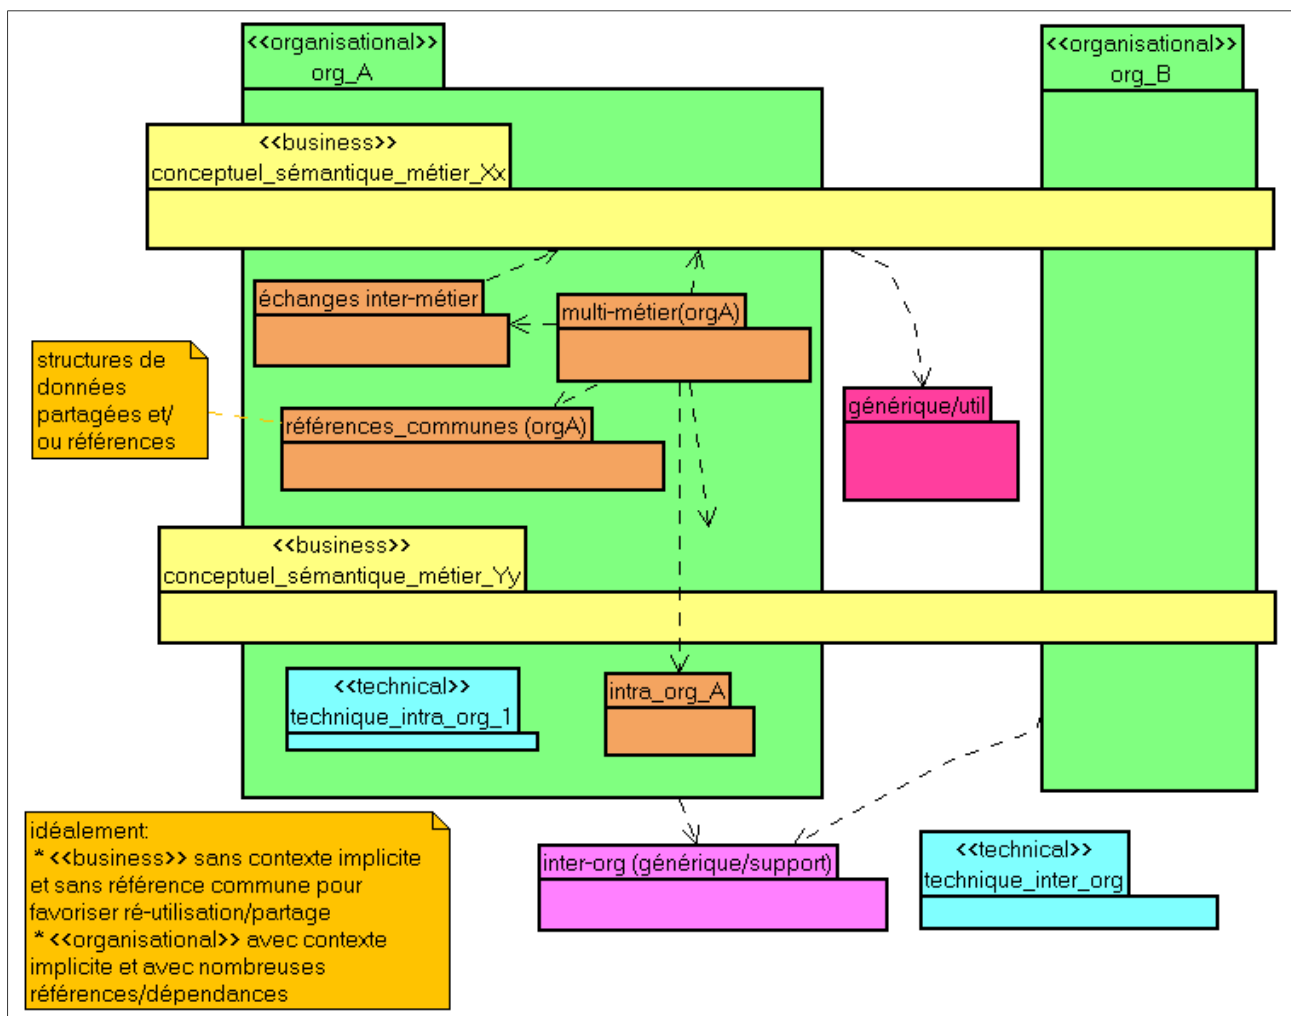 <<organisational>>
org_A
<<organisational>>
org_B
<<business>>
conceptuel_sémantique_métier_Xx
échanges inter-métier
multi-métier(orgA)
structures de
données
partagées et/
ou références
générique/util
références_communes (orgA)
<<business>>
conceptuel_sémantique_métier_Yy
<<technical>>
technique_intra_org_1
intra_org_A
idéalement:
* <<business>> sans contexte implicite
et sans référence commune pour
favoriser ré-utilisation/partage
* <<organisational>> avec contexte
implicite et avec nombreuses
références/dépendances
inter-org (générique/support)
<<technical>>
technique_inter_org